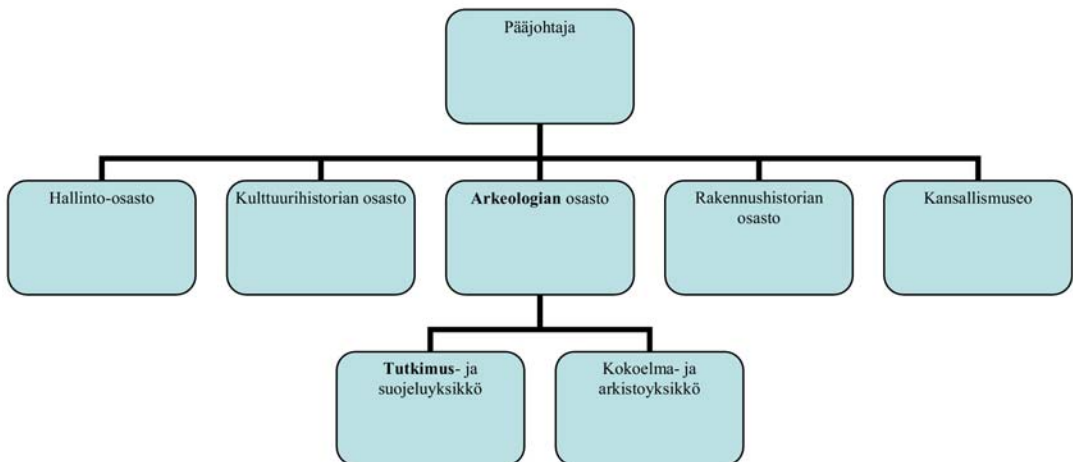 Pääjohtaja
Hallinto-osasto
Kulttuurihistorian osasto
Arkeologian osasto
Rakennushistorian
osasto
Kansallismuseo
Tutkimus- ja
suojeluyksikkö
Kokoelma- ja
arkistoyksikkö